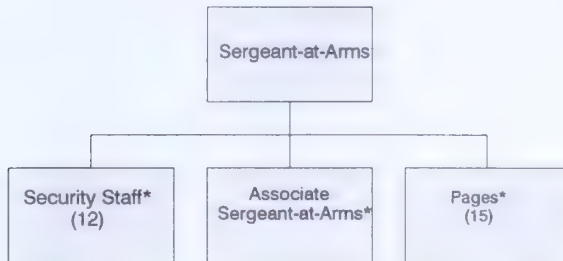 Sergeant-at-Arms
Security Staff*
(12)
Associate
Sergeant-at-Arms*
Pages*
(15)